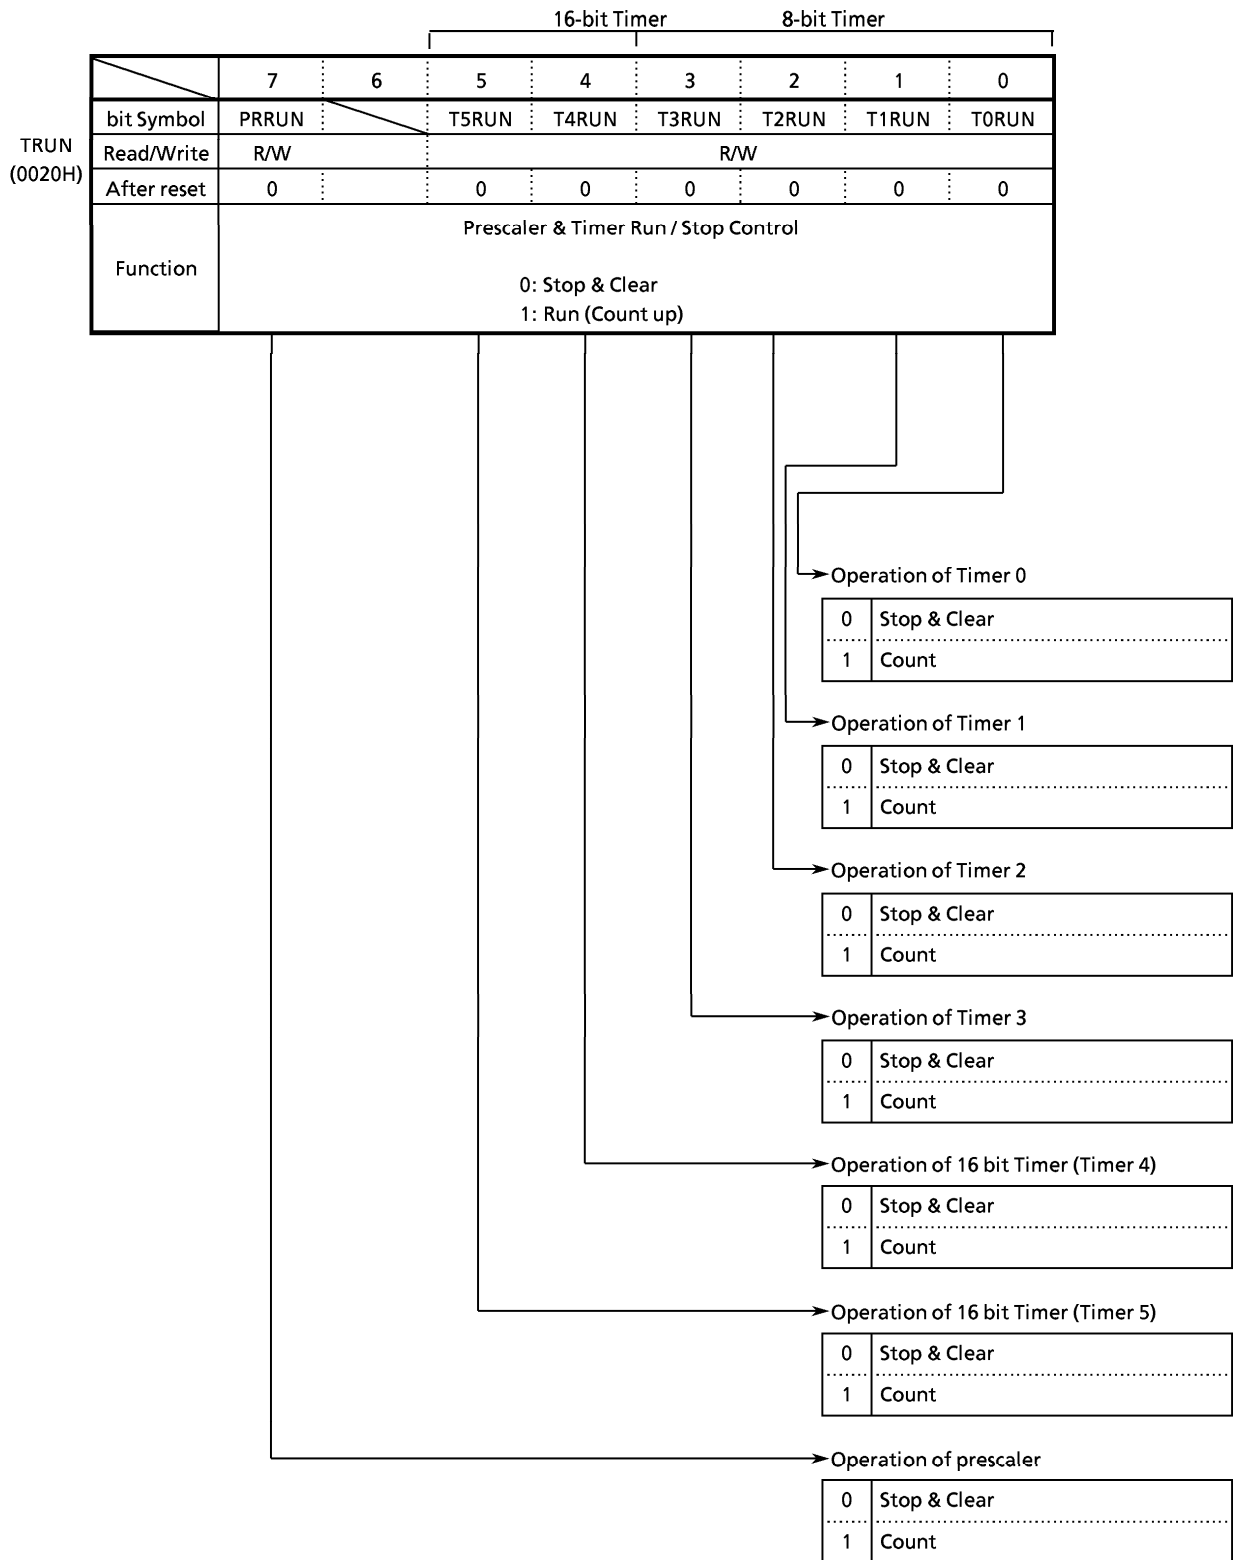 16-bit Timer 8-bit Timer
7 6 5 4 3 2 1 0
bit Symbol PRRUN T5RUN T4RUN T3RUN T2RUN T1RUN T0RUN
TRUN
(0020H)
Read/Write R/W R/W
After reset 0 0 0 0 0 0 0
Function
Prescaler & Timer Run / Stop Control
0: Stop & Clear
1: Run (Count up)
Operation of Timer 0
0 Stop & Clear
1 Count
Operation of Timer 1
0 Stop & Clear
1 Count
Operation of Timer 2
0 Stop & Clear
1 Count
Operation of Timer 3
0 Stop & Clear
1 Count
Operation of 16 bit Timer (Timer 4)
0 Stop & Clear
1 Count
Operation of 16 bit Timer (Timer 5)
0 Stop & Clear
1 Count
Operation of prescaler
0 Stop & Clear
1 Count